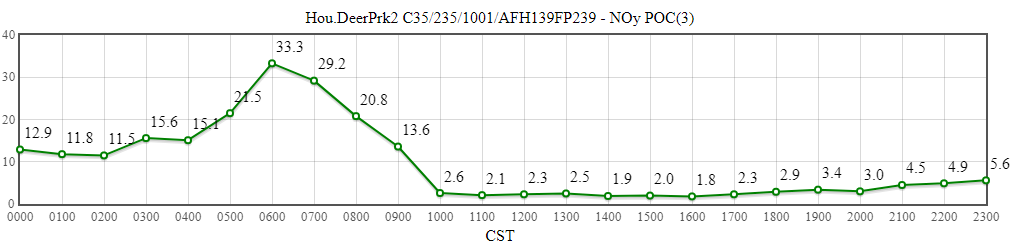 Hou.DeerPrk2 C35/235/1001/AFH139FP239 - NOy POC(3)
40
30
20
10
0
12.9 11.8 11.5 15.6 15.1 21.5 33.3 29.2 20.8 13.6 2.6 2.1 2.3 2.5 1.9 2.0 1.8 2.3 2.9 3.4 3.0 4.5 4.9 5.6
0000 0100 0200 0300 0400 0500 0600 0700 0800 0900 1000 1100 1200 1300 1400 1500 1600 1700 1800 1900 2000 2100 2200 2300
CST